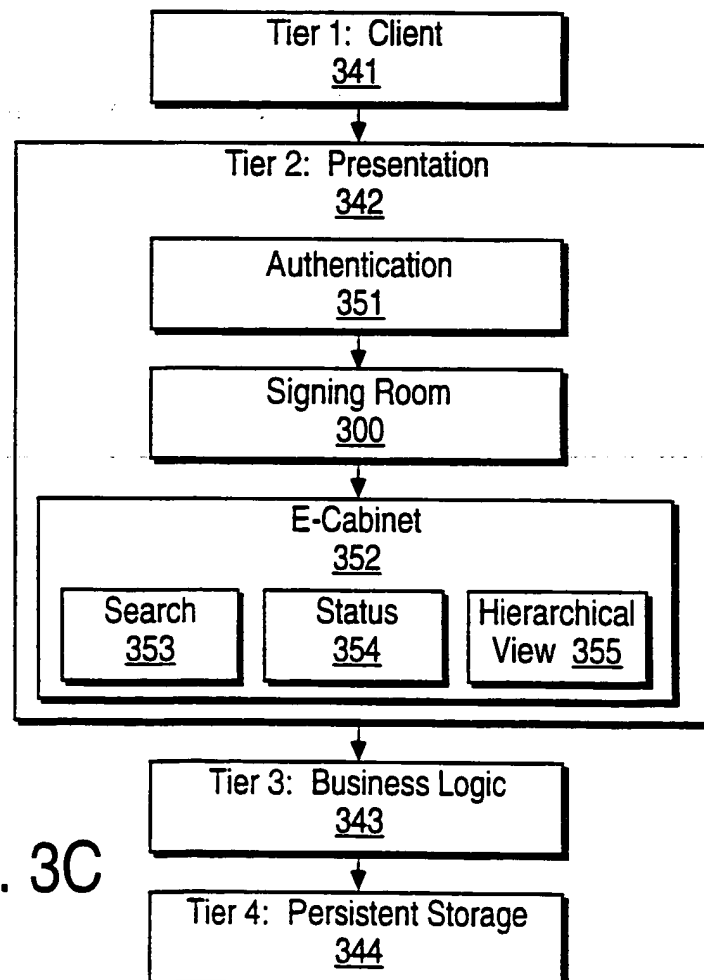 Tier 1: Client
341
Tier 2: Presentation
342
Authentication
351
Signing Room
300
E-Cabinet
352
Search
353
Status
354
Hierarchical
View 355
Tier 3: Business Logic
343
. 3C
Tier 4: Persistent Storage
344